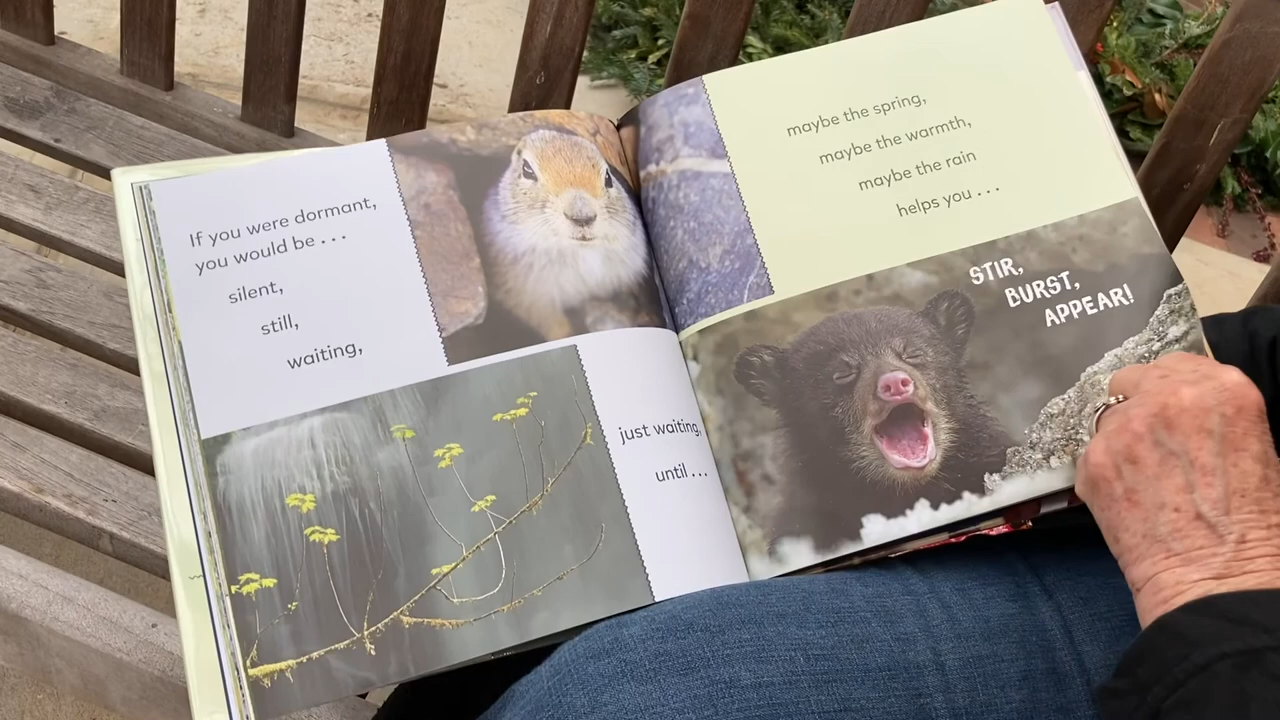 If you were dormant,
you would be . . .
silent,
still,
waiting,
just waiting,
until . . .
maybe the spring,
maybe the warmth,
maybe the rain
helps you . . .
STIR,
BURST,
APPEAR!